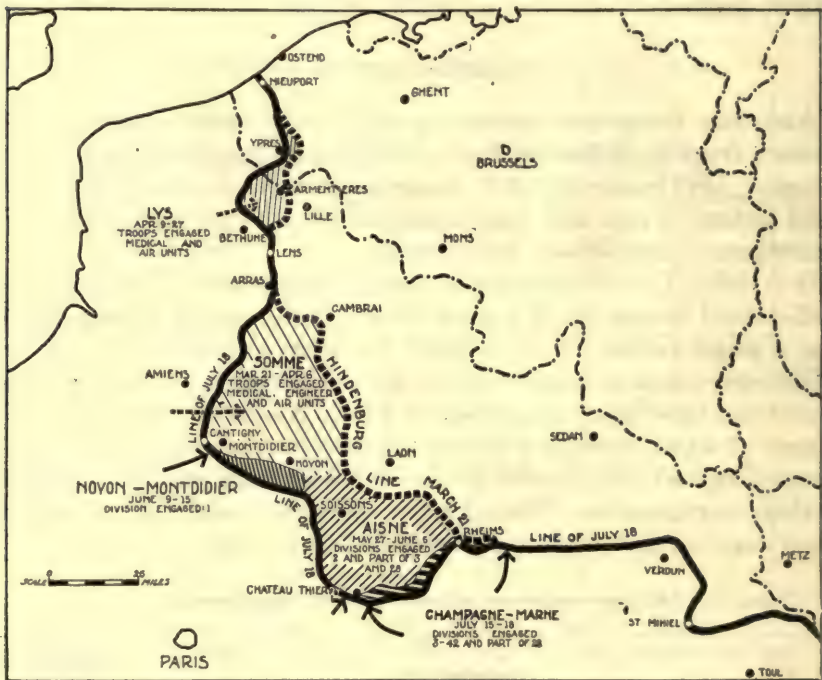 OSTEND
NIEUPORT
GHENT
YPRES
BRUSSELS
ARMENTIERES
LILLE
LYS
APR. 9-27
TROOPS ENGAGED
MEDICAL AND
AIR UNITS
BETHUNE
MONS
LENS
ARRAS
CAMBRAI
SOMME
MAR. 21-APR. 6
TROOPS ENGAGED
MEDICAL, ENGINEER
AND AIR UNITS
AMIENS
LINE OF JULY 18
HINDENBURG
LINE
MARCH 21
SEDAN
CANTIGNY
MONTDIDIER
NOYON
LAON
NOYON-MONTDIDIER
JUNE 9-15
DIVISION ENGAGED: 1
LINE OF JULY 18
SOISSONS
AISNE
MAY 27-JUNE 5
DIVISIONS ENGAGED
2 AND PART OF 3
AND 28
RHEIMS
LINE OF JULY 18
VERDUN
METZ
SCALE 0 25 MILES
CHATEAU THIER
CHAMPAGNE-MARNE
JULY 15-18
DIVISIONS ENGAGED
3-42 AND PART OF 28
ST MIHIEL
PARIS
TOUL